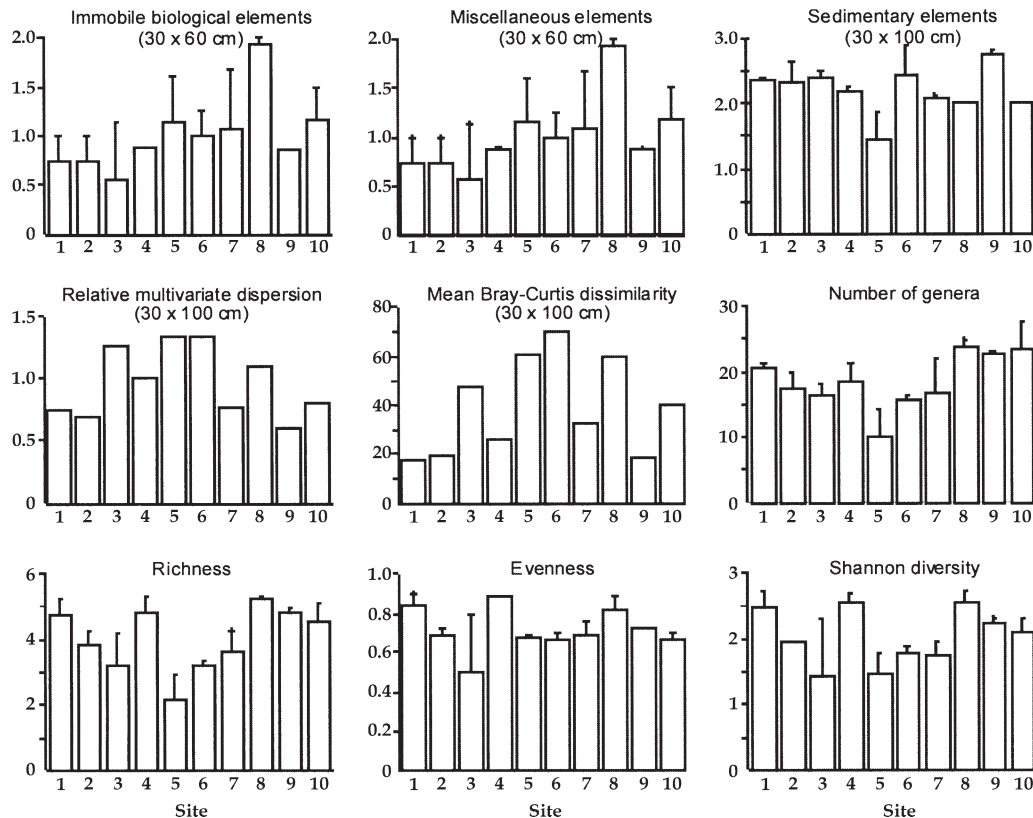 Immobile biological elements
(30 x 60 cm)
2.0
1.5
1.0
0.5
0
1 2 3 4 5 6 7 8 9 10
Miscellaneous elements
(30 x 60 cm)
2.0
1.5
1.0
0.5
0
1 2 3 4 5 6 7 8 9 10
Sedimentary elements
(30 x 100 cm)
3.0
2.0
1.0
0
1 2 3 4 5 6 7 8 9 10
Relative multivariate dispersion
(30 x 100 cm)
1.5
1.0
0.5
0
1 2 3 4 5 6 7 8 9 10
Mean Bray-Curtis dissimilarity
(30 x 100 cm)
80
60
40
20
0
1 2 3 4 5 6 7 8 9 10
Number of genera
30
20
10
0
1 2 3 4 5 6 7 8 9 10
Richness
6
4
2
0
1 2 3 4 5 6 7 8 9 10
Site
Evenness
1.0
0.8
0.6
0.4
0.2
0
1 2 3 4 5 6 7 8 9 10
Site
Shannon diversity
3
2
1
0
1 2 3 4 5 6 7 8 9 10
Site